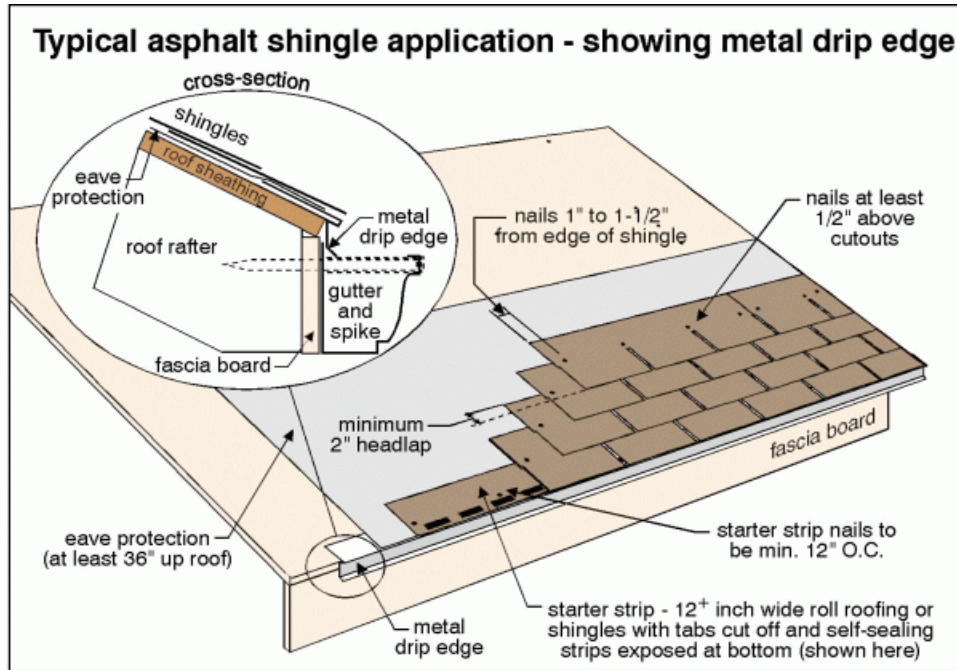 Typical asphalt shingle application - showing metal drip edge
cross-section
shingles
eave
protection
roof sheathing
metal
drip edge
roof rafter
gutter
and
spike
fascia board
nails 1" to 1-1/2"
from edge of shingle
nails at least
1/2" above
cutouts
minimum
2" headlap
fascia board
eave protection
(at least 36" up roof)
starter strip nails to
be min. 12" O.C.
metal
drip edge
starter strip - 12+ inch wide roll roofing or
shingles with tabs cut off and self-sealing
strips exposed at bottom (shown here)